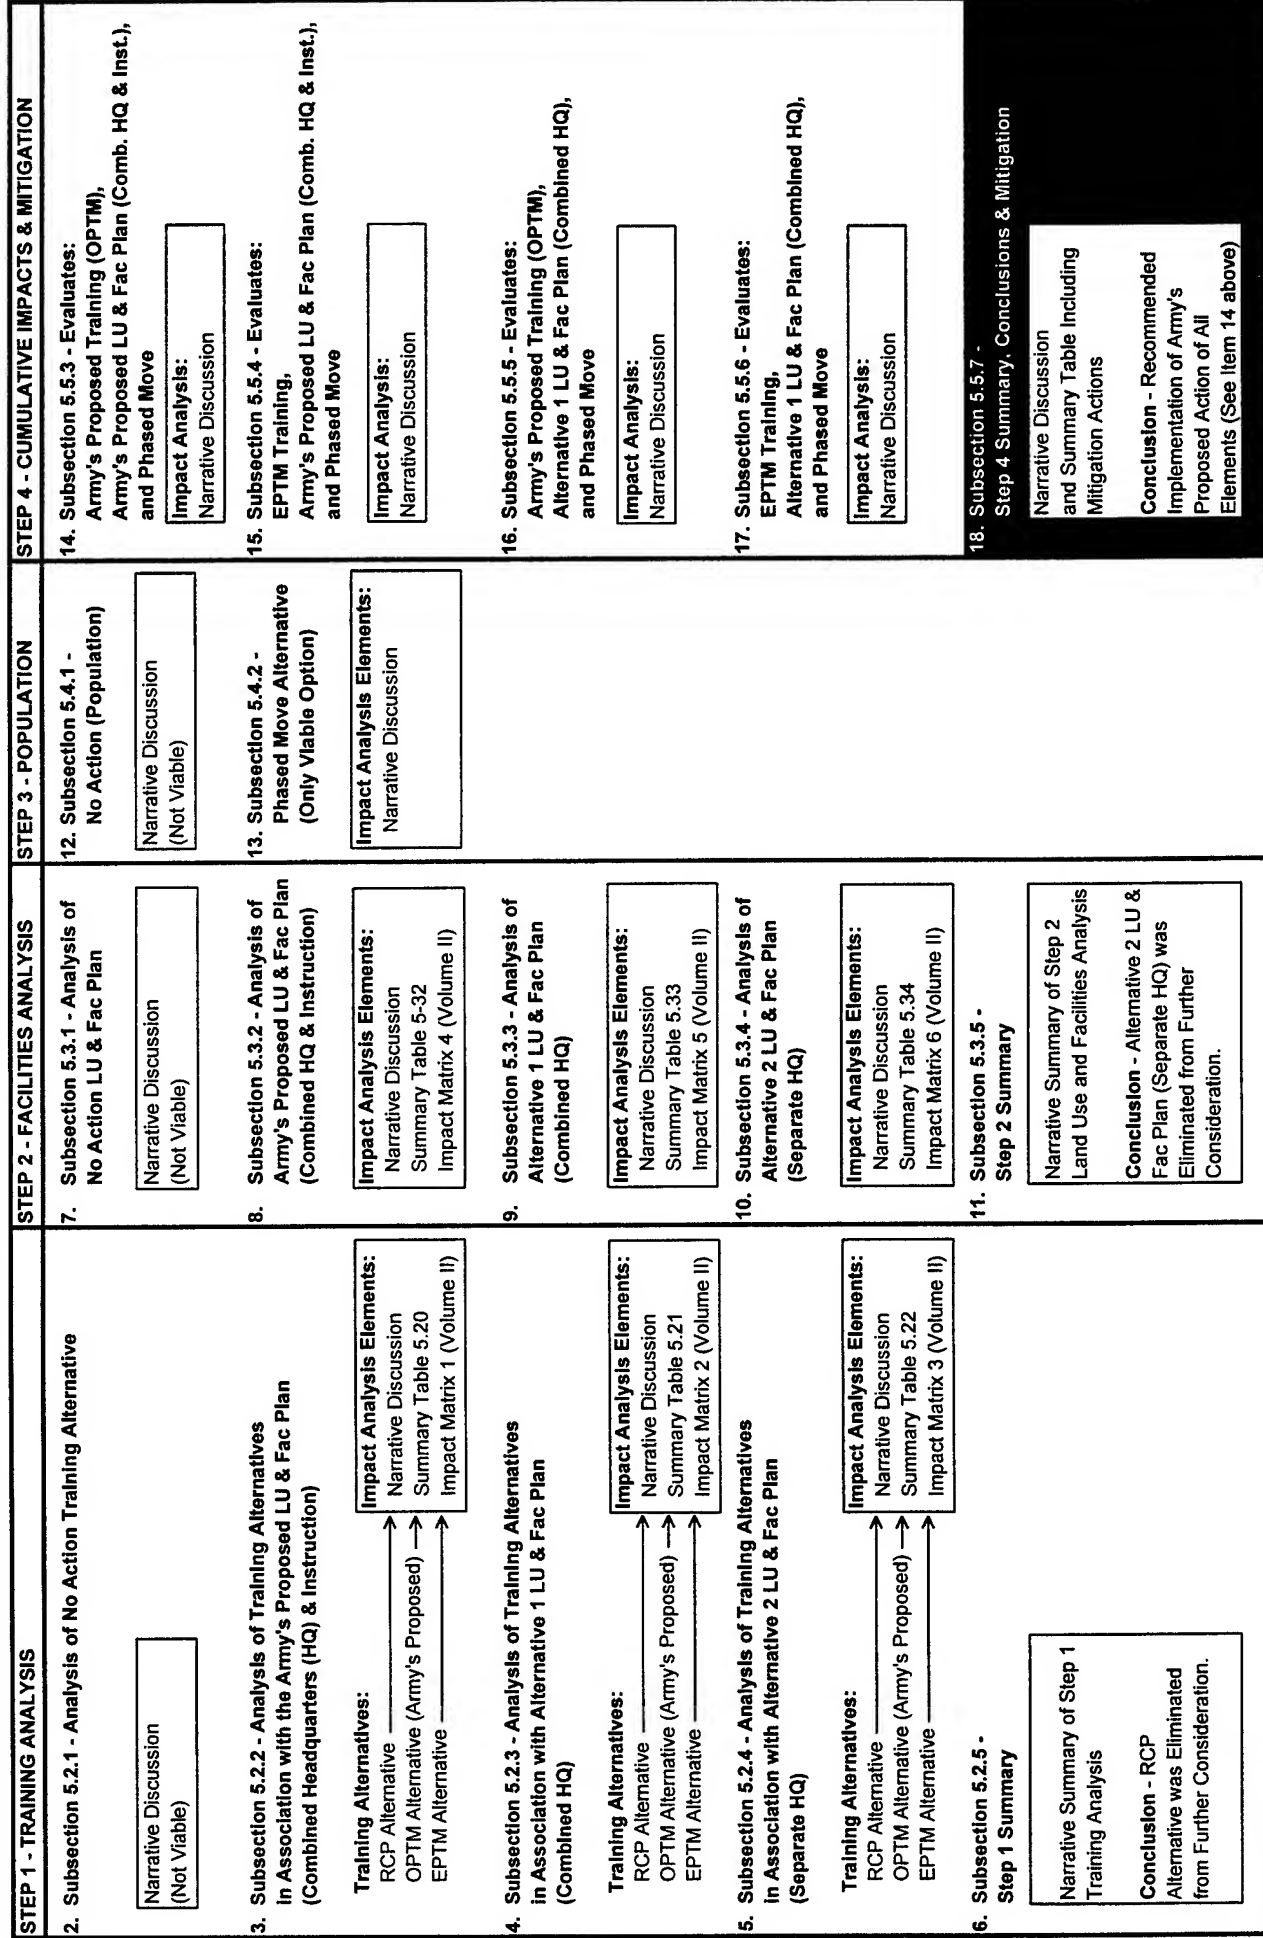 STEP 1 - TRAINING ANALYSIS
2. Subsection 5.2.1 - Analysis of No Action Training Alternative
Narrative Discussion
(Not Viable)
3. Subsection 5.2.2 - Analysis of Training Alternatives
in Association with the Army's Proposed LU & Fac Plan
(Combined Headquarters (HQ) & Instruction)
Training Alternatives:
RCP Alternative
OPTM Alternative (Army's Proposed)
EPTM Alternative
Impact Analysis Elements:
Narrative Discussion
Summary Table 5.20
Impact Matrix 1 (Volume II)
4. Subsection 5.2.3 - Analysis of Training Alternatives
in Association with Alternative 1 LU & Fac Plan
(Combined HQ)
Training Alternatives:
RCP Alternative
OPTM Alternative (Army's Proposed)
EPTM Alternative
Impact Analysis Elements:
Narrative Discussion
Summary Table 5.21
Impact Matrix 2 (Volume II)
5. Subsection 5.2.4 - Analysis of Training Alternatives
in Association with Alternative 2 LU & Fac Plan
(Separate HQ)
Training Alternatives:
RCP Alternative
OPTM Alternative (Army's Proposed)
EPTM Alternative
Impact Analysis Elements:
Narrative Discussion
Summary Table 5.22
Impact Matrix 3 (Volume II)
6. Subsection 5.2.5 -
Step 1 Summary
Narrative Summary of Step 1
Training Analysis
Conclusion - RCP
Alternative was Eliminated
from Further Consideration.
STEP 2 - FACILITIES ANALYSIS
7. Subsection 5.3.1 - Analysis of
No Action LU & Fac Plan
Narrative Discussion
(Not Viable)
8. Subsection 5.3.2 - Analysis of
Army's Proposed LU & Fac Plan
(Combined HQ & Instruction)
Impact Analysis Elements:
Narrative Discussion
Summary Table 5-32
Impact Matrix 4 (Volume II)
9. Subsection 5.3.3 - Analysis of
Alternative 1 LU & Fac Plan
(Combined HQ)
Impact Analysis Elements:
Narrative Discussion
Summary Table 5.33
Impact Matrix 5 (Volume II)
10. Subsection 5.3.4 - Analysis of
Alternative 2 LU & Fac Plan
(Separate HQ)
Impact Analysis Elements:
Narrative Discussion
Summary Table 5.34
Impact Matrix 6 (Volume II)
11. Subsection 5.3.5 -
Step 2 Summary
Narrative Summary of Step 2
Land Use and Facilities Analysis
Conclusion - Alternative 2 LU &
Fac Plan (Separate HQ) was
Eliminated from Further
Consideration.
STEP 3 - POPULATION
12. Subsection 5.4.1 -
No Action (Population)
Narrative Discussion
(Not Viable)
13. Subsection 5.4.2 -
Phased Move Alternative
(Only Viable Option)
Impact Analysis Elements:
Narrative Discussion
STEP 4 - CUMULATIVE IMPACTS & MITIGATION
14. Subsection 5.5.3 - Evaluates:
Army's Proposed Training (OPTM),
Army's Proposed LU & Fac Plan (Comb. HQ & Inst.),
and Phased Move
Impact Analysis:
Narrative Discussion
15. Subsection 5.5.4 - Evaluates:
EPTM Training,
Army's Proposed LU & Fac Plan (Comb. HQ & Inst.),
and Phased Move
Impact Analysis:
Narrative Discussion
16. Subsection 5.5.5 - Evaluates:
Army's Proposed Training (OPTM),
Alternative 1 LU & Fac Plan (Combined HQ),
and Phased Move
Impact Analysis:
Narrative Discussion
17. Subsection 5.5.6 - Evaluates:
EPTM Training,
Alternative 1 LU & Fac Plan (Combined HQ),
and Phased Move
Impact Analysis:
Narrative Discussion
18. Subsection 5.5.7 -
Step 4 Summary, Conclusions & Mitigation
Narrative Discussion
and Summary Table Including
Mitigation Actions
Conclusion - Recommended
Implementation of Army's
Proposed Action of All
Elements (See Item 14 above)